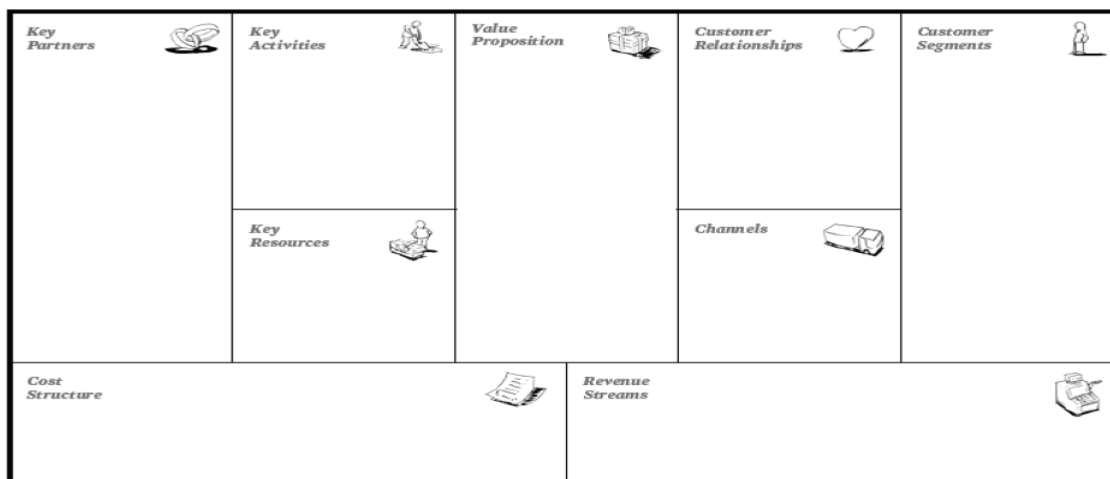 Key
Partners
Key
Activities
Value
Proposition
Customer
Relationships
Customer
Segments
Key
Resources
Channels
Cost
Structure
Revenue
Streams